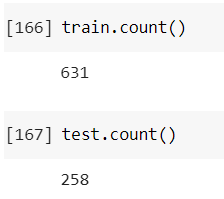 [166] train.count()
631
[167] test.count()
258